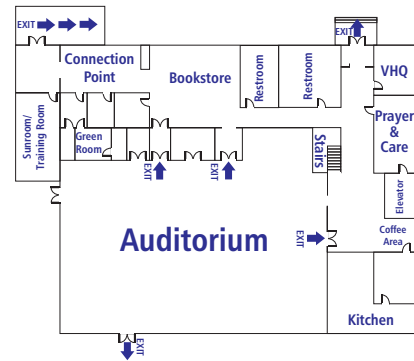 EXIT
EXIT
Connection
Point
Bookstore
Restroom
Restroom
VHQ
Sunroom/
Training Room
Green
Room
EXIT
EXIT
Stairs
Prayer
&
Care
Elevator
Auditorium
EXIT
Coffee
Area
Kitchen
EXIT